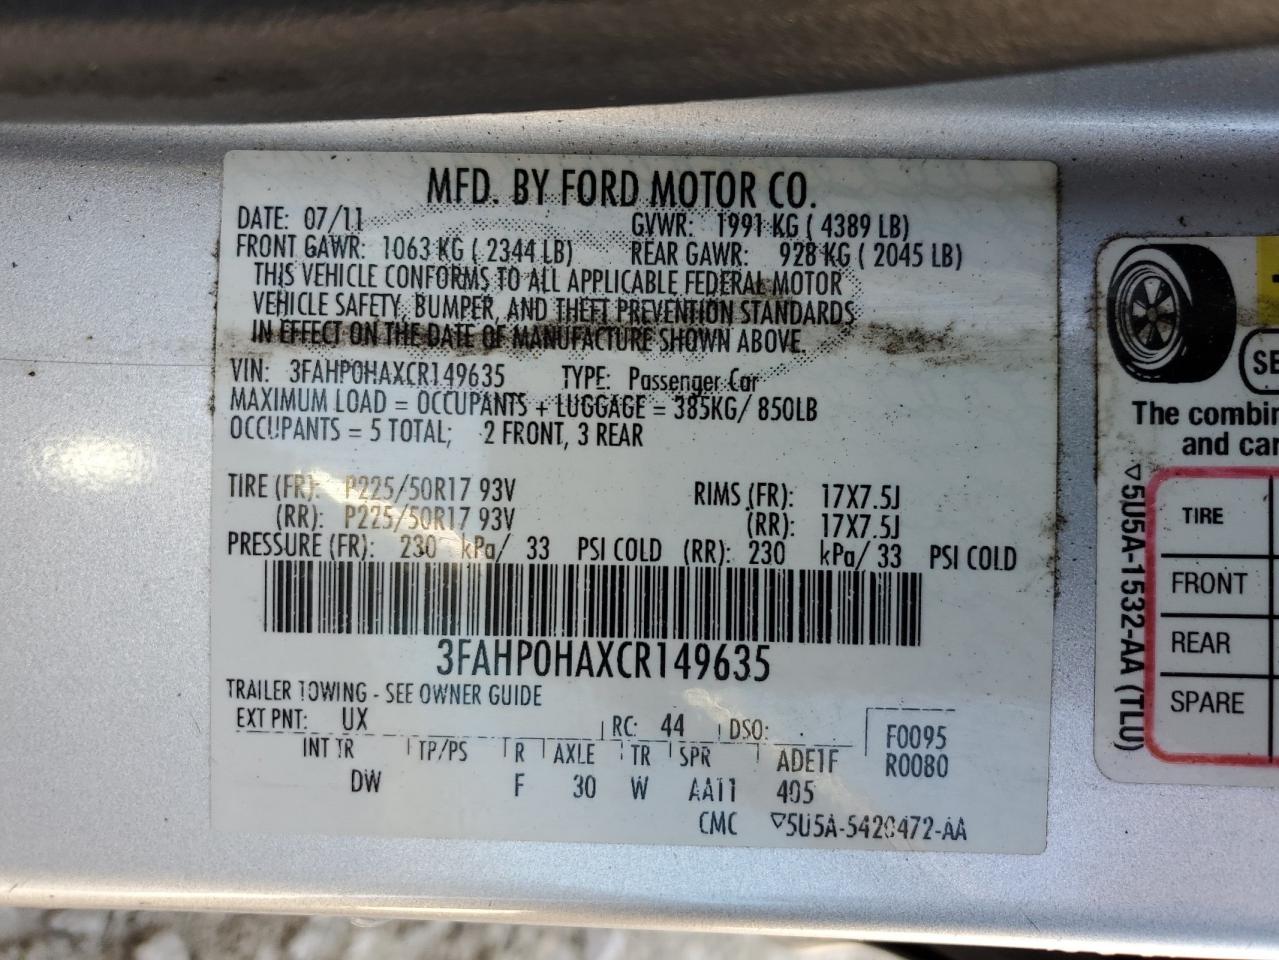 MFD. BY FORD MOTOR CO.
DATE: 07/11 GVWR: 1991 KG ( 4389 LB)
FRONT GAWR: 1063 KG ( 2344 LB) REAR GAWR: 928 KG ( 2045 LB)
THIS VEHICLE CONFORMS TO ALL APPLICABLE FEDERAL MOTOR
VEHICLE SAFETY, BUMPER, AND THEFT PREVENTION STANDARDS
IN EFFECT ON THE DATE OF MANUFACTURE SHOWN ABOVE.
VIN: 3FAHP0HAXCR149635 TYPE: Passenger Car
MAXIMUM LOAD = OCCUPANTS + LUGGAGE = 385KG/ 850LB
OCCUPANTS = 5 TOTAL; 2 FRONT, 3 REAR
TIRE (FR): P225/50R17 93V RIMS (FR): 17X7.5J
(RR): P225/50R17 93V (RR): 17X7.5J
PRESSURE (FR): 230 kPa/ 33 PSI COLD (RR): 230 kPa/ 33 PSI COLD
3FAHP0HAXCR149635
TRAILER TOWING - SEE OWNER GUIDE
EXT PNT: UX RC: 44 DSO: F0095
INT TR TP/PS R AXLE TR SPR ADE1F R0080
DW F 30 W AA11 405
CMC ▽5U5A-5420472-AA
SE
The combin
and car
TIRE
FRONT
REAR
SPARE
▽5U5A-1532-AA (TLU)